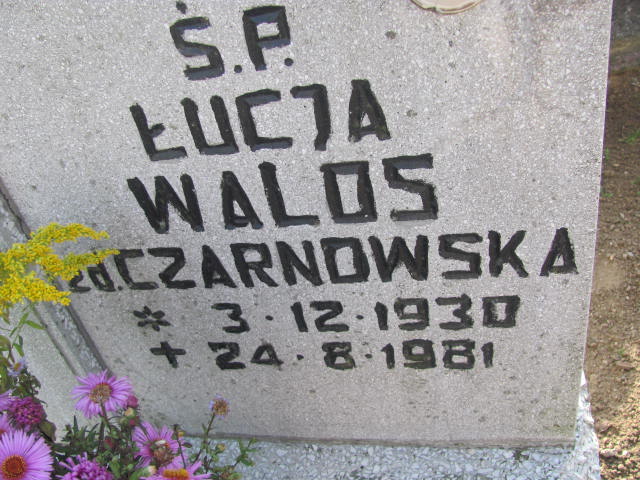 Ś.P.
ŁUCJA
WALOS
zd. CZARNOWSKA
* 3.12.1930
+ 24.8.1981